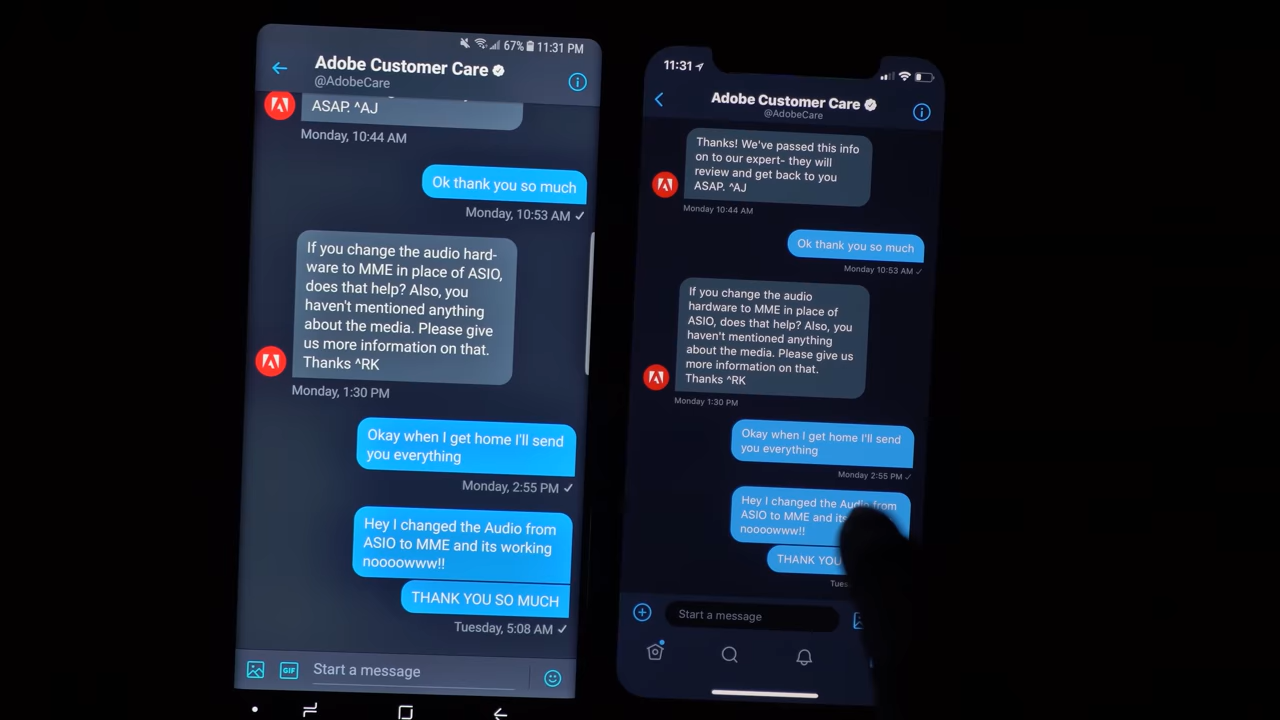 67% 11:31 PM
Adobe Customer Care
@AdobeCare
ASAP. ^AJ
Monday, 10:44 AM
Ok thank you so much
Monday, 10:53 AM
If you change the audio hard-
ware to MME in place of ASIO,
does that help? Also, you
haven't mentioned anything
about the media. Please give
us more information on that.
Thanks ^RK
Monday, 1:30 PM
Okay when I get home I'll send
you everything
Monday, 2:55 PM
Hey I changed the Audio from
ASIO to MME and its working
noooowww!!
THANK YOU SO MUCH
Tuesday, 5:08 AM
GIF Start a message
11:31
Adobe Customer Care
@AdobeCare
Thanks! We've passed this info
on to our expert- they will
review and get back to you
ASAP. ^AJ
Monday 10:44 AM
Ok thank you so much
Monday 10:53 AM
If you change the audio
hardware to MME in place of
ASIO, does that help? Also, you
haven't mentioned anything
about the media. Please give us
more information on that.
Thanks ^RK
Monday 1:30 PM
Okay when I get home I'll send
you everything
Monday 2:55 PM
Hey I changed the Audio from
ASIO to MME and its
noooowww!!
THANK YOU
Start a message